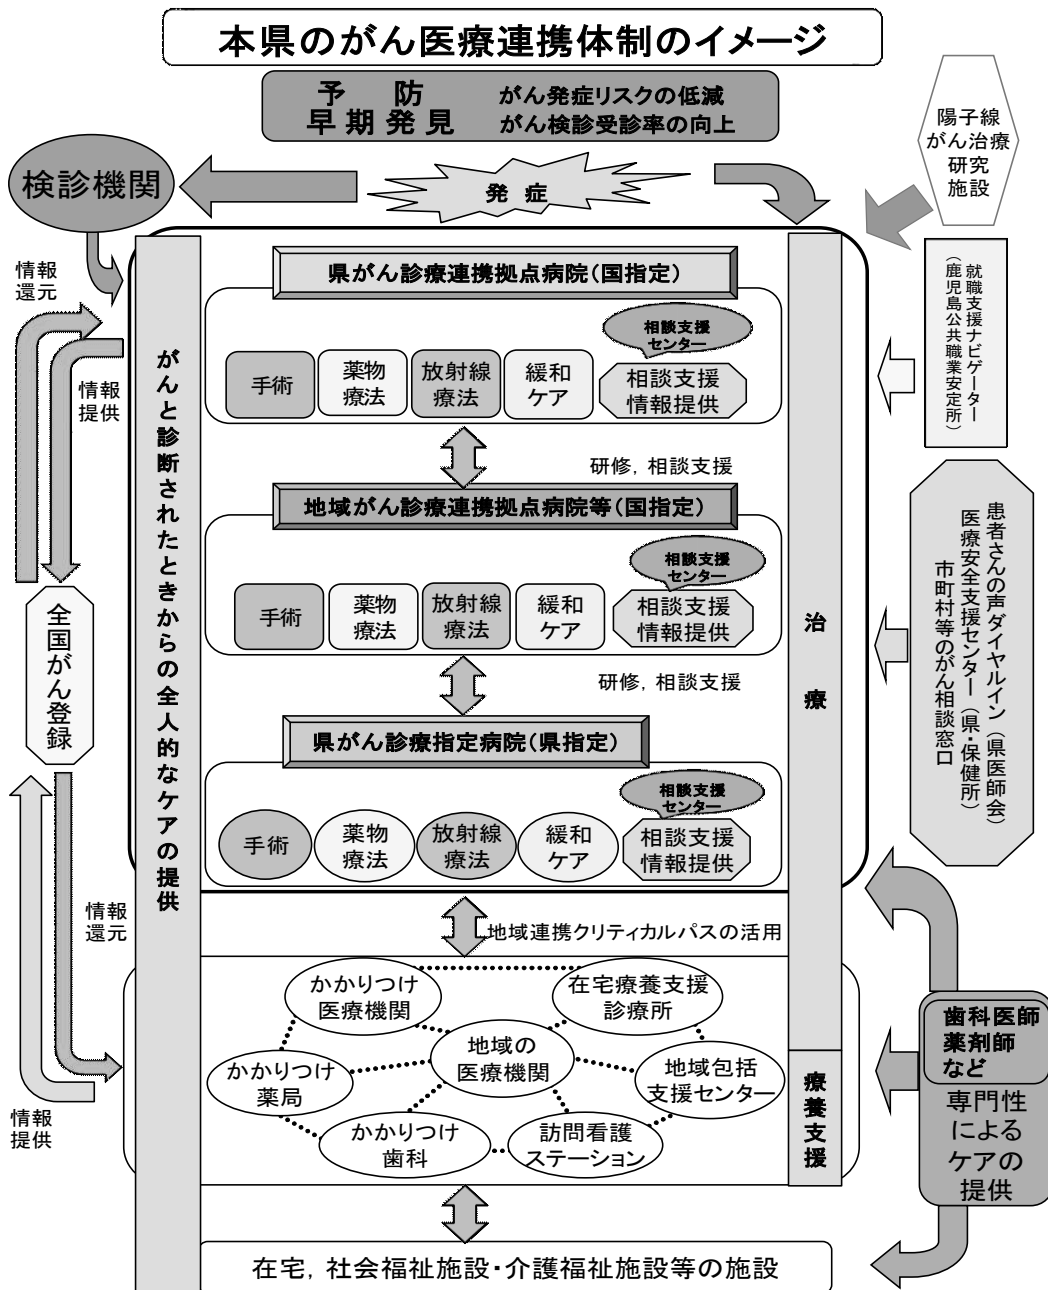 本県のがん医療連携体制のイメージ
予　防　がん発症リスクの低減
早期発見　がん検診受診率の向上
陽子線
がん治療
研究
施設
検診機関
発 症
情報
還元
情報
提供
がんと診断されたときからの全人的なケアの提供
県がん診療連携拠点病院(国指定)
相談支援
センター
手術
薬物
療法
放射線
療法
緩和
ケア
相談支援
情報提供
研修，相談支援
地域がん診療連携拠点病院等(国指定)
相談支援
センター
手術
薬物
療法
放射線
療法
緩和
ケア
相談支援
情報提供
研修，相談支援
県がん診療指定病院(県指定)
相談支援
センター
手術
薬物
療法
放射線
療法
緩和
ケア
相談支援
情報提供
治　療
就職支援ナビゲーター
（鹿児島公共職業安定所）
患者さんの声ダイヤルイン（県医師会）
医療安全支援センター（県・保健所）
市町村等のがん相談窓口
全国がん登録
情報
還元
情報
提供
地域連携クリティカルパスの活用
かかりつけ
医療機関
在宅療養支援
診療所
地域の
医療機関
かかりつけ
薬局
地域包括
支援センター
かかりつけ
歯科
訪問看護
ステーション
療養支援
歯科医師
薬剤師
など
専門性
による
ケアの
提供
在宅，社会福祉施設・介護福祉施設等の施設